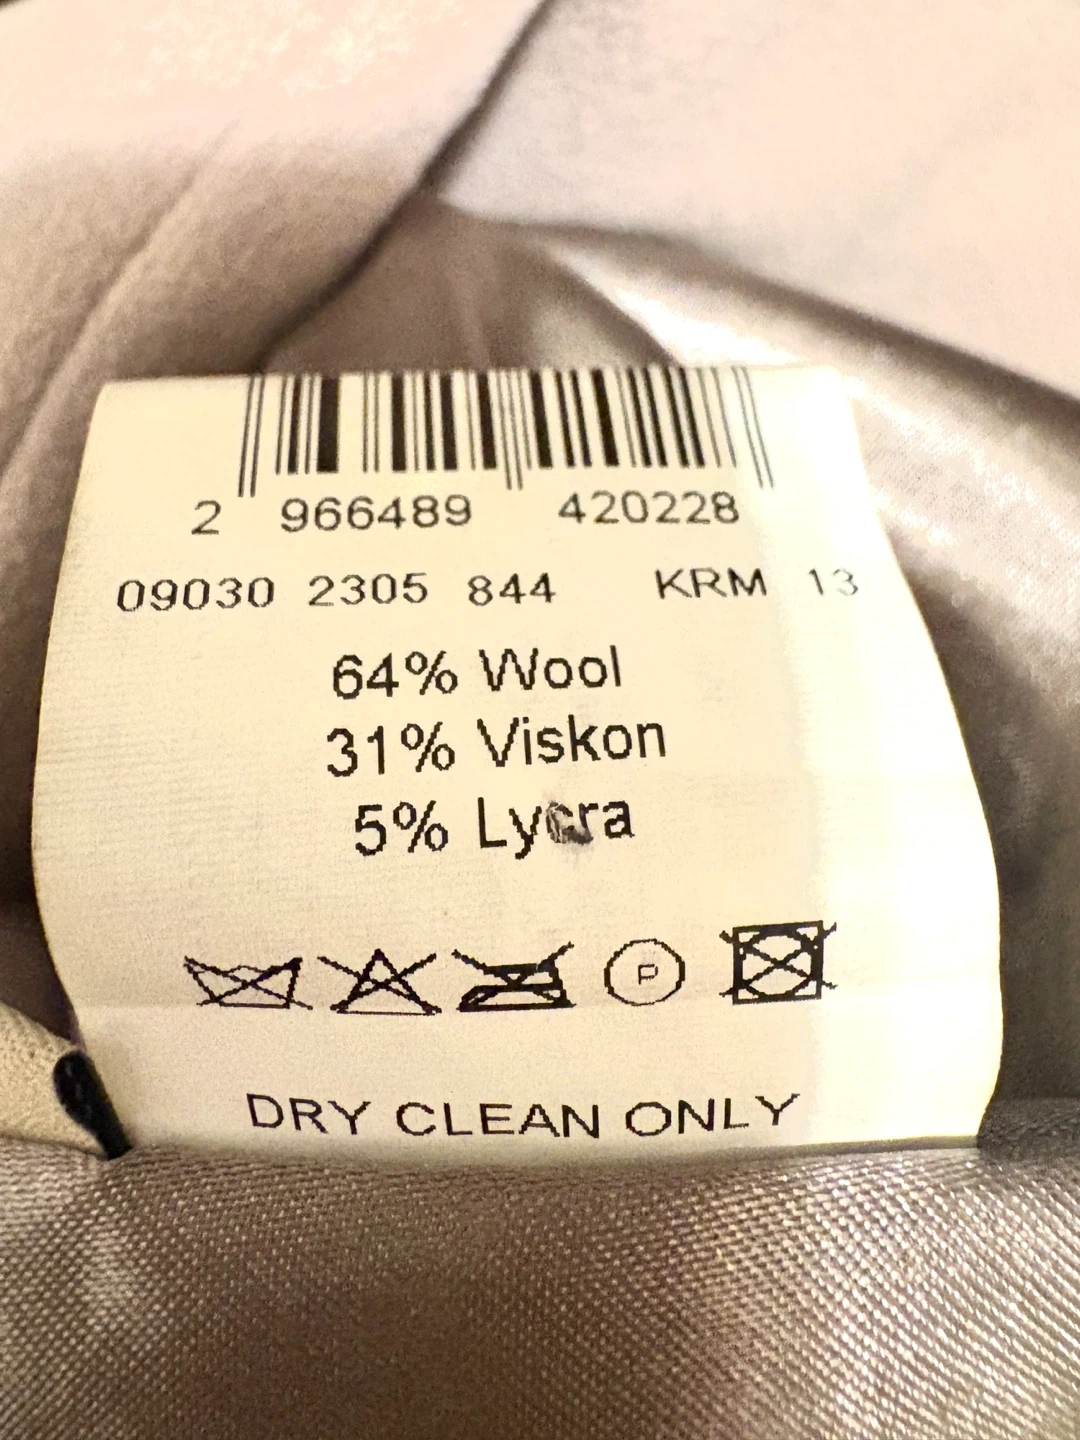 2 966489 420228
09030 2305 844 KRM 13
64% Wool
31% Viskon
5% Lycra
P
DRY CLEAN ONLY